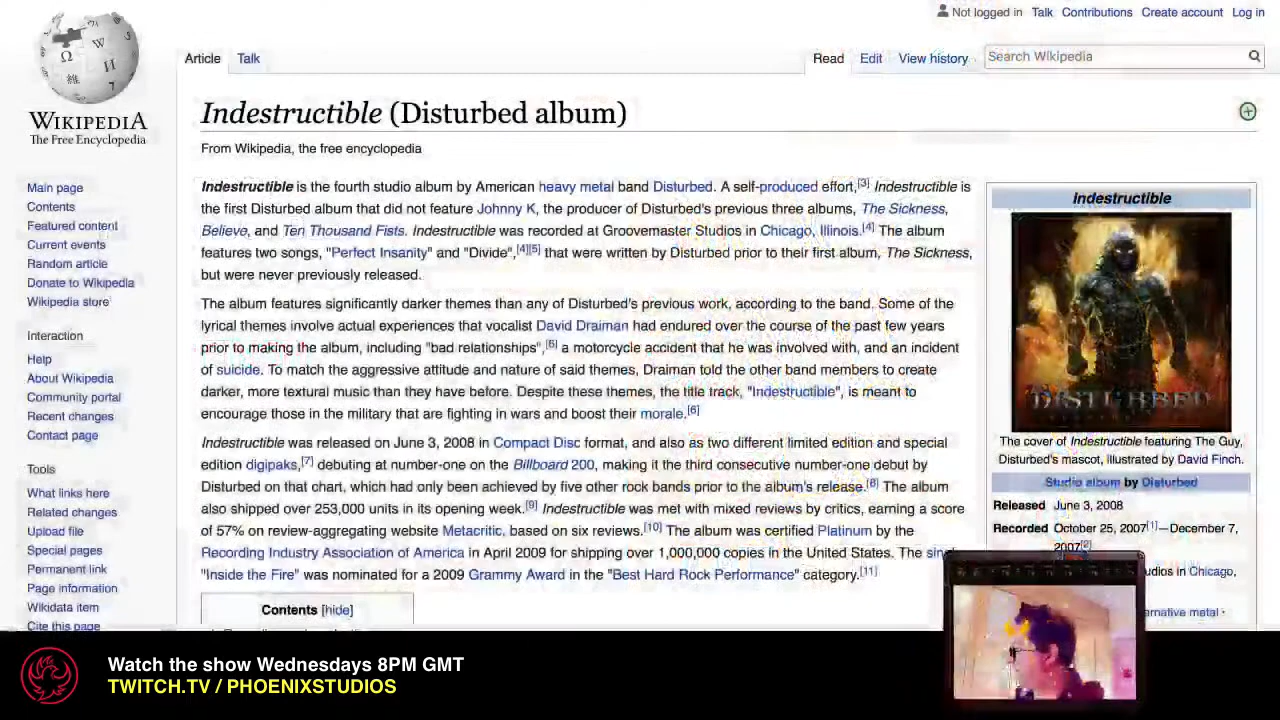 Not logged in Talk Contributions Create account Log in
Article Talk Read Edit View history Search Wikipedia
WIKIPEDIA
The Free Encyclopedia
Main page
Contents
Featured content
Current events
Random article
Donate to Wikipedia
Wikipedia store
Interaction
Help
About Wikipedia
Community portal
Recent changes
Contact page
Tools
What links here
Related changes
Upload file
Special pages
Permanent link
Page information
Wikidata item
Cite this page
Indestructible (Disturbed album)
From Wikipedia, the free encyclopedia
Indestructible is the fourth studio album by American heavy metal band Disturbed. A self-produced effort,[3] Indestructible is
the first Disturbed album that did not feature Johnny K, the producer of Disturbed's previous three albums, The Sickness,
Believe, and Ten Thousand Fists. Indestructible was recorded at Groovemaster Studios in Chicago, Illinois.[4] The album
features two songs, "Perfect Insanity" and "Divide",[4][5] that were written by Disturbed prior to their first album, The Sickness,
but were never previously released.
The album features significantly darker themes than any of Disturbed's previous work, according to the band. Some of the
lyrical themes involve actual experiences that vocalist David Draiman had endured over the course of the past few years
prior to making the album, including "bad relationships",[6] a motorcycle accident that he was involved with, and an incident
of suicide. To match the aggressive attitude and nature of said themes, Draiman told the other band members to create
darker, more textural music than they have before. Despite these themes, the title track, "Indestructible", is meant to
encourage those in the military that are fighting in wars and boost their morale.[6]
Indestructible was released on June 3, 2008 in Compact Disc format, and also as two different limited edition and special
edition digipaks,[7] debuting at number-one on the Billboard 200, making it the third consecutive number-one debut by
Disturbed on that chart, which had only been achieved by five other rock bands prior to the album's release.[8] The album
also shipped over 253,000 units in its opening week.[9] Indestructible was met with mixed reviews by critics, earning a score
of 57% on review-aggregating website Metacritic, based on six reviews.[10] The album was certified Platinum by the
Recording Industry Association of America in April 2009 for shipping over 1,000,000 copies in the United States. The
"Inside the Fire" was nominated for a 2009 Grammy Award in the "Best Hard Rock Performance" category.[11]
Contents [hide]
Indestructible
DISTURBED
The cover of Indestructible featuring The Guy,
Disturbed's mascot, illustrated by David Finch.
Studio album by Disturbed
Released June 3, 2008
Recorded October 25, 2007[1]—December 7,
2007[2]
in Chicago,
metal ·
Watch the show Wednesdays 8PM GMT
TWITCH.TV / PHOENIXSTUDIOS